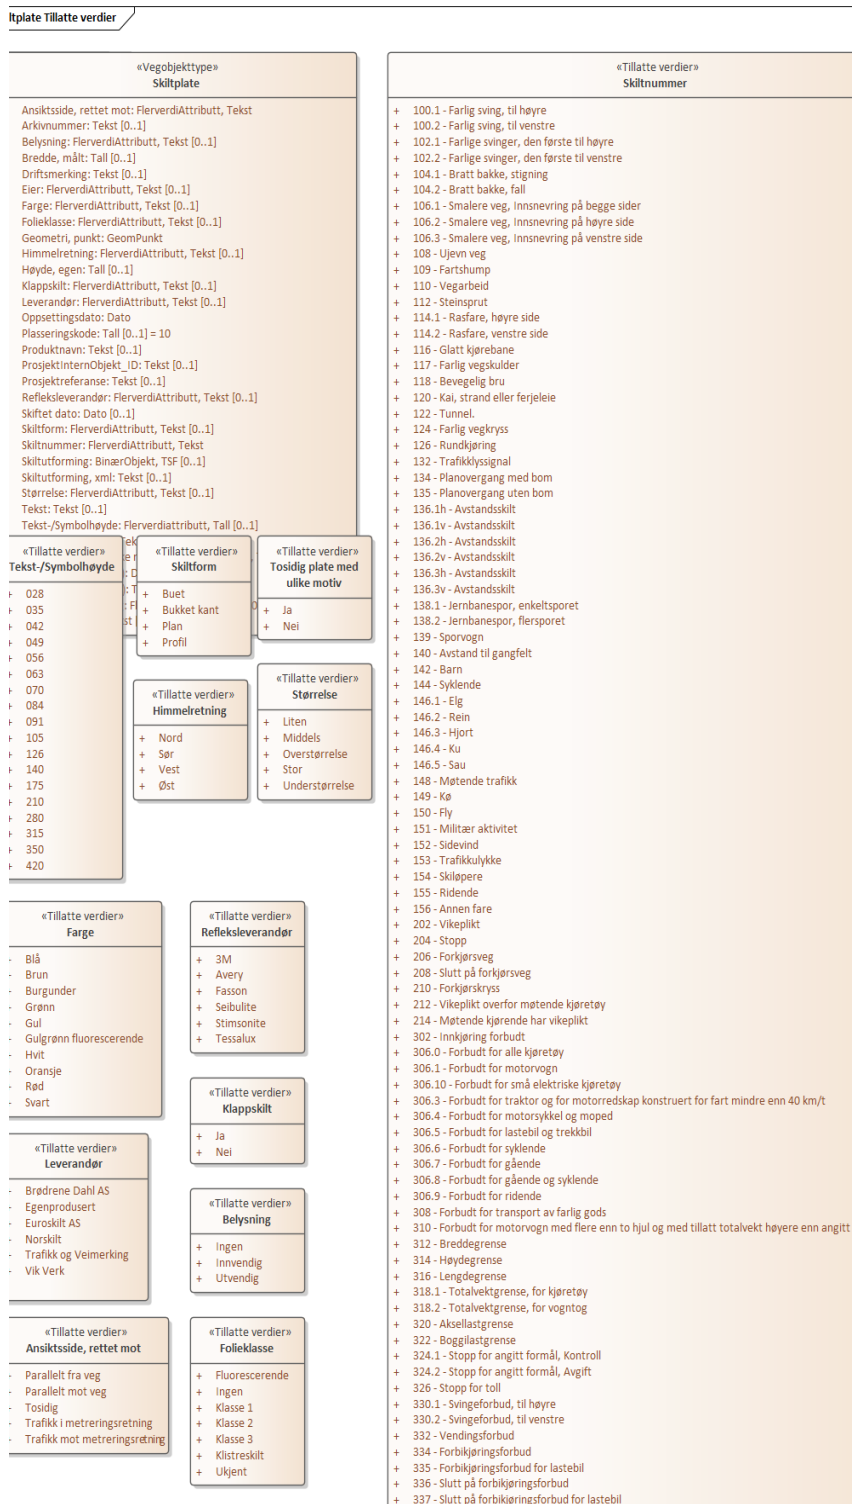 ltplate Tillatte verdier
«Vegobjekttype»
Skiltplate
Ansiktsside, rettet mot: FlerverdiAttributt, Tekst
Arkivnummer: Tekst [0..1]
Belysning: FlerverdiAttributt, Tekst [0..1]
Bredde, målt: Tall [0..1]
Driftsmerking: Tekst [0..1]
Eier: FlerverdiAttributt, Tekst [0..1]
Farge: FlerverdiAttributt, Tekst [0..1]
Folieklasse: FlerverdiAttributt, Tekst [0..1]
Geometri, punkt: GeomPunkt
Himmelretning: FlerverdiAttributt, Tekst [0..1]
Høyde, egen: Tall [0..1]
Klappskilt: FlerverdiAttributt, Tekst [0..1]
Leverandør: FlerverdiAttributt, Tekst [0..1]
Oppsettingsdato: Dato
Plasseringskode: Tall [0..1] = 10
Produktnavn: Tekst [0..1]
ProsjektInternObjekt_ID: Tekst [0..1]
Prosjektreferanse: Tekst [0..1]
Refleksleverandør: FlerverdiAttributt, Tekst [0..1]
Skiftet dato: Dato [0..1]
Skiltform: FlerverdiAttributt, Tekst [0..1]
Skiltnummer: FlerverdiAttributt, Tekst
Skiltutforming: BinærObjekt, TSF [0..1]
Skiltutforming, xml: Tekst [0..1]
Størrelse: FlerverdiAttributt, Tekst [0..1]
Tekst: Tekst [0..1]
Tekst-/Symbolhøyde: Flerverdiattributt, Tall [0..1]
«Tillatte verdier»
Tekst-/Symbolhøyde
+ 028
+ 035
+ 042
+ 049
+ 056
+ 063
+ 070
+ 084
+ 091
+ 105
+ 126
+ 140
+ 175
+ 210
+ 280
+ 315
+ 350
+ 420
«Tillatte verdier»
Skiltform
+ Buet
+ Bukket kant
+ Plan
+ Profil
«Tillatte verdier»
Tosidig plate med
ulike motiv
+ Ja
+ Nei
«Tillatte verdier»
Himmelretning
+ Nord
+ Sør
+ Vest
+ Øst
«Tillatte verdier»
Størrelse
+ Liten
+ Middels
+ Overstørrelse
+ Stor
+ Understørrelse
«Tillatte verdier»
Farge
- Blå
- Brun
- Burgunder
- Grønn
- Gul
- Gulgrønn fluorescerende
- Hvit
- Oransje
- Rød
- Svart
«Tillatte verdier»
Refleksleverandør
+ 3M
+ Avery
+ Fasson
+ Seibulite
+ Stimsonite
+ Tessalux
«Tillatte verdier»
Klappskilt
+ Ja
+ Nei
«Tillatte verdier»
Leverandør
- Brødrene Dahl AS
- Egenprodusert
- Euroskilt AS
- Norskilt
- Trafikk og Veimerking
- Vik Verk
«Tillatte verdier»
Belysning
+ Ingen
+ Innvendig
+ Utvendig
«Tillatte verdier»
Ansiktsside, rettet mot
- Parallelt fra veg
- Parallelt mot veg
- Tosidig
- Trafikk i metreringsretning
- Trafikk mot metreringsretning
«Tillatte verdier»
Folieklasse
+ Fluorescerende
+ Ingen
+ Klasse 1
+ Klasse 2
+ Klasse 3
+ Klistreskilt
+ Ukjent
«Tillatte verdier»
Skiltnummer
+ 100.1 - Farlig sving, til høyre
+ 100.2 - Farlig sving, til venstre
+ 102.1 - Farlige svinger, den første til høyre
+ 102.2 - Farlige svinger, den første til venstre
+ 104.1 - Bratt bakke, stigning
+ 104.2 - Bratt bakke, fall
+ 106.1 - Smalere veg, Innsnevring på begge sider
+ 106.2 - Smalere veg, Innsnevring på høyre side
+ 106.3 - Smalere veg, Innsnevring på venstre side
+ 108 - Ujevn veg
+ 109 - Fartshump
+ 110 - Vegarbeid
+ 112 - Steinsprut
+ 114.1 - Rasfare, høyre side
+ 114.2 - Rasfare, venstre side
+ 116 - Glatt kjørebane
+ 117 - Farlig vegskulder
+ 118 - Bevegelig bru
+ 120 - Kai, strand eller ferjeleie
+ 122 - Tunnel.
+ 124 - Farlig vegkryss
+ 126 - Rundkjøring
+ 132 - Trafikklyssignal
+ 134 - Planovergang med bom
+ 135 - Planovergang uten bom
+ 136.1h - Avstandsskilt
+ 136.1v - Avstandsskilt
+ 136.2h - Avstandsskilt
+ 136.2v - Avstandsskilt
+ 136.3h - Avstandsskilt
+ 136.3v - Avstandsskilt
+ 138.1 - Jernbanespor, enkeltsporet
+ 138.2 - Jernbanespor, flersporet
+ 139 - Sporvogn
+ 140 - Avstand til gangfelt
+ 142 - Barn
+ 144 - Syklende
+ 146.1 - Elg
+ 146.2 - Rein
+ 146.3 - Hjort
+ 146.4 - Ku
+ 146.5 - Sau
+ 148 - Møtende trafikk
+ 149 - Kø
+ 150 - Fly
+ 151 - Militær aktivitet
+ 152 - Sidevind
+ 153 - Trafikkulykke
+ 154 - Skiløpere
+ 155 - Ridende
+ 156 - Annen fare
+ 202 - Vikeplikt
+ 204 - Stopp
+ 206 - Forkjørsveg
+ 208 - Slutt på forkjørsveg
+ 210 - Forkjørskryss
+ 212 - Vikeplikt overfor møtende kjøretøy
+ 214 - Møtende kjørende har vikeplikt
+ 302 - Innkjøring forbudt
+ 306.0 - Forbudt for alle kjøretøy
+ 306.1 - Forbudt for motorvogn
+ 306.10 - Forbudt for små elektriske kjøretøy
+ 306.3 - Forbudt for traktor og for motorredskap konstruert for fart mindre enn 40 km/t
+ 306.4 - Forbudt for motorsykkel og moped
+ 306.5 - Forbudt for lastebil og trekkbil
+ 306.6 - Forbudt for syklende
+ 306.7 - Forbudt for gående
+ 306.8 - Forbudt for gående og syklende
+ 306.9 - Forbudt for ridende
+ 308 - Forbudt for transport av farlig gods
+ 310 - Forbudt for motorvogn med flere enn to hjul og med tillatt totalvekt høyere enn angitt
+ 312 - Breddegrense
+ 314 - Høydegrense
+ 316 - Lengdegrense
+ 318.1 - Totalvektgrense, for kjøretøy
+ 318.2 - Totalvektgrense, for vogntog
+ 320 - Aksellastgrense
+ 322 - Boggilastgrense
+ 324.1 - Stopp for angitt formål, Kontroll
+ 324.2 - Stopp for angitt formål, Avgift
+ 326 - Stopp for toll
+ 330.1 - Svingeforbud, til høyre
+ 330.2 - Svingeforbud, til venstre
+ 332 - Vendingsforbud
+ 334 - Forbikjøringsforbud
+ 335 - Forbikjøringsforbud for lastebil
+ 336 - Slutt på forbikjøringsforbud
+ 337 - Slutt på forbikjøringsforbud for lastebil